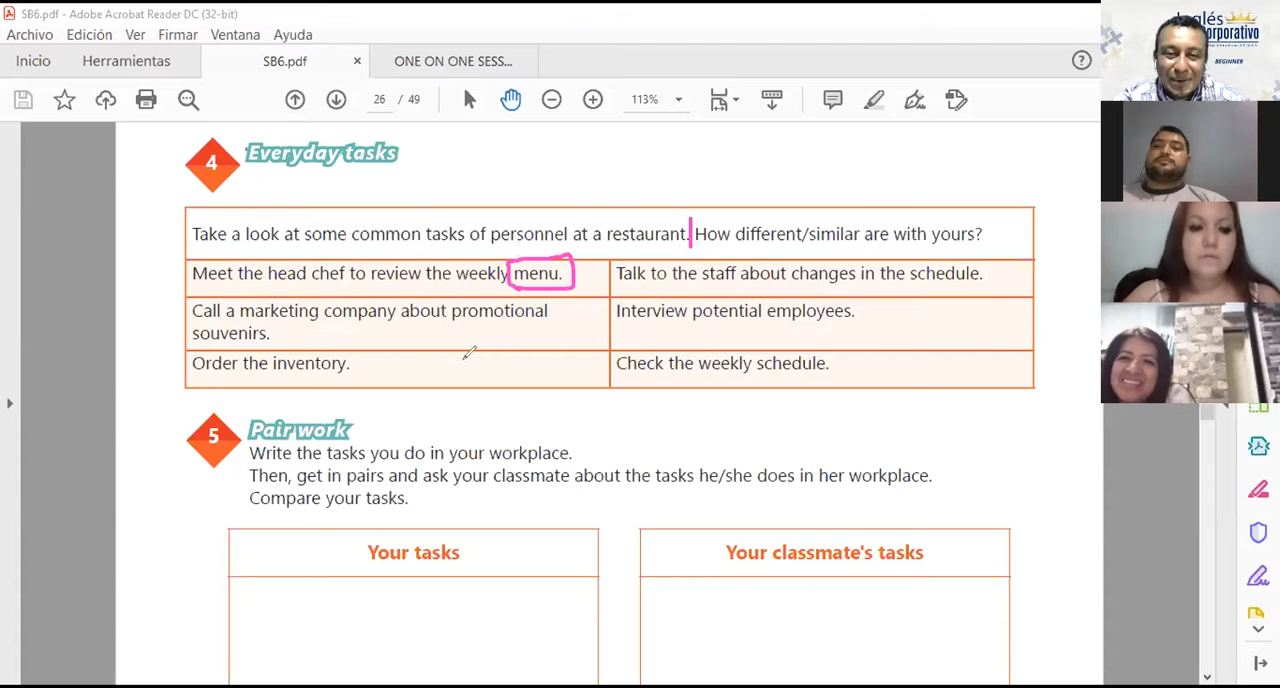 SB6.pdf - Adobe Acrobat Reader DC (32-bit)
Archivo Edición Ver Firmar Ventana Ayuda
Inicio Herramientas SB6.pdf × ONE ON ONE SESS...
26 / 49 113%
4 Everyday tasks
Take a look at some common tasks of personnel at a restaurant. How different/similar are with yours?
Meet the head chef to review the weekly menu. Talk to the staff about changes in the schedule.
Call a marketing company about promotional souvenirs. Interview potential employees.
Order the inventory. Check the weekly schedule.
5 Pair work
Write the tasks you do in your workplace.
Then, get in pairs and ask your classmate about the tasks he/she does in her workplace.
Compare your tasks.
Your tasks Your classmate's tasks
BEGINNER